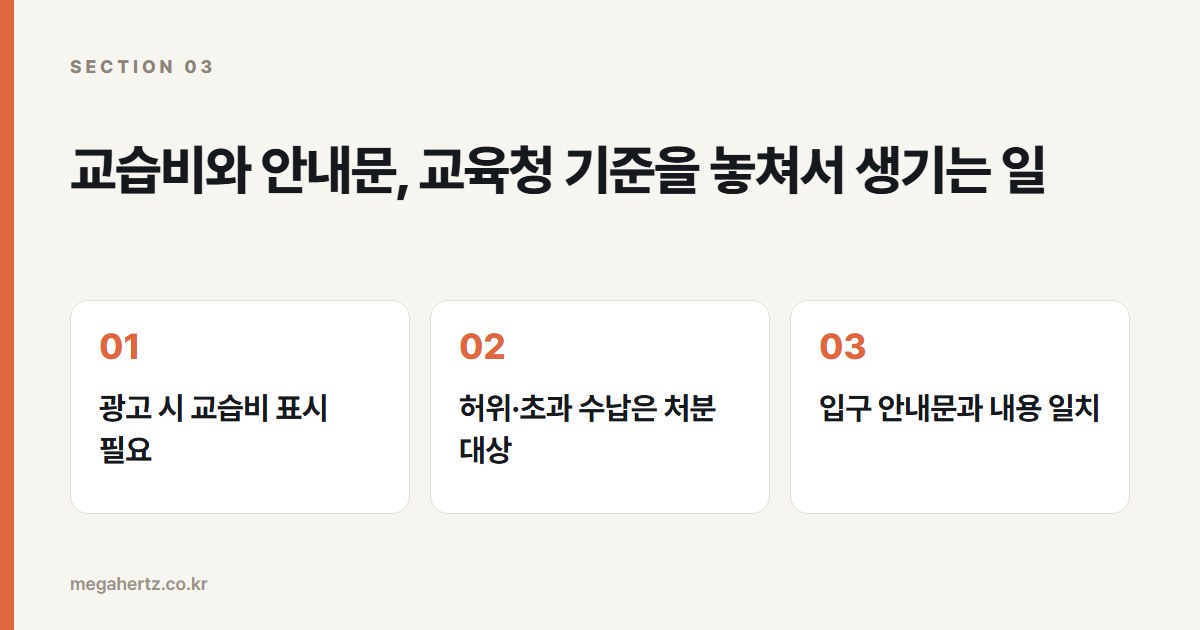 SECTION 03
교습비와 안내문, 교육청 기준을 놓쳐서 생기는 일
01
광고 시 교습비 표시
필요
02
허위·초과 수납은 처분
대상
03
입구 안내문과 내용 일치
megahertz.co.kr